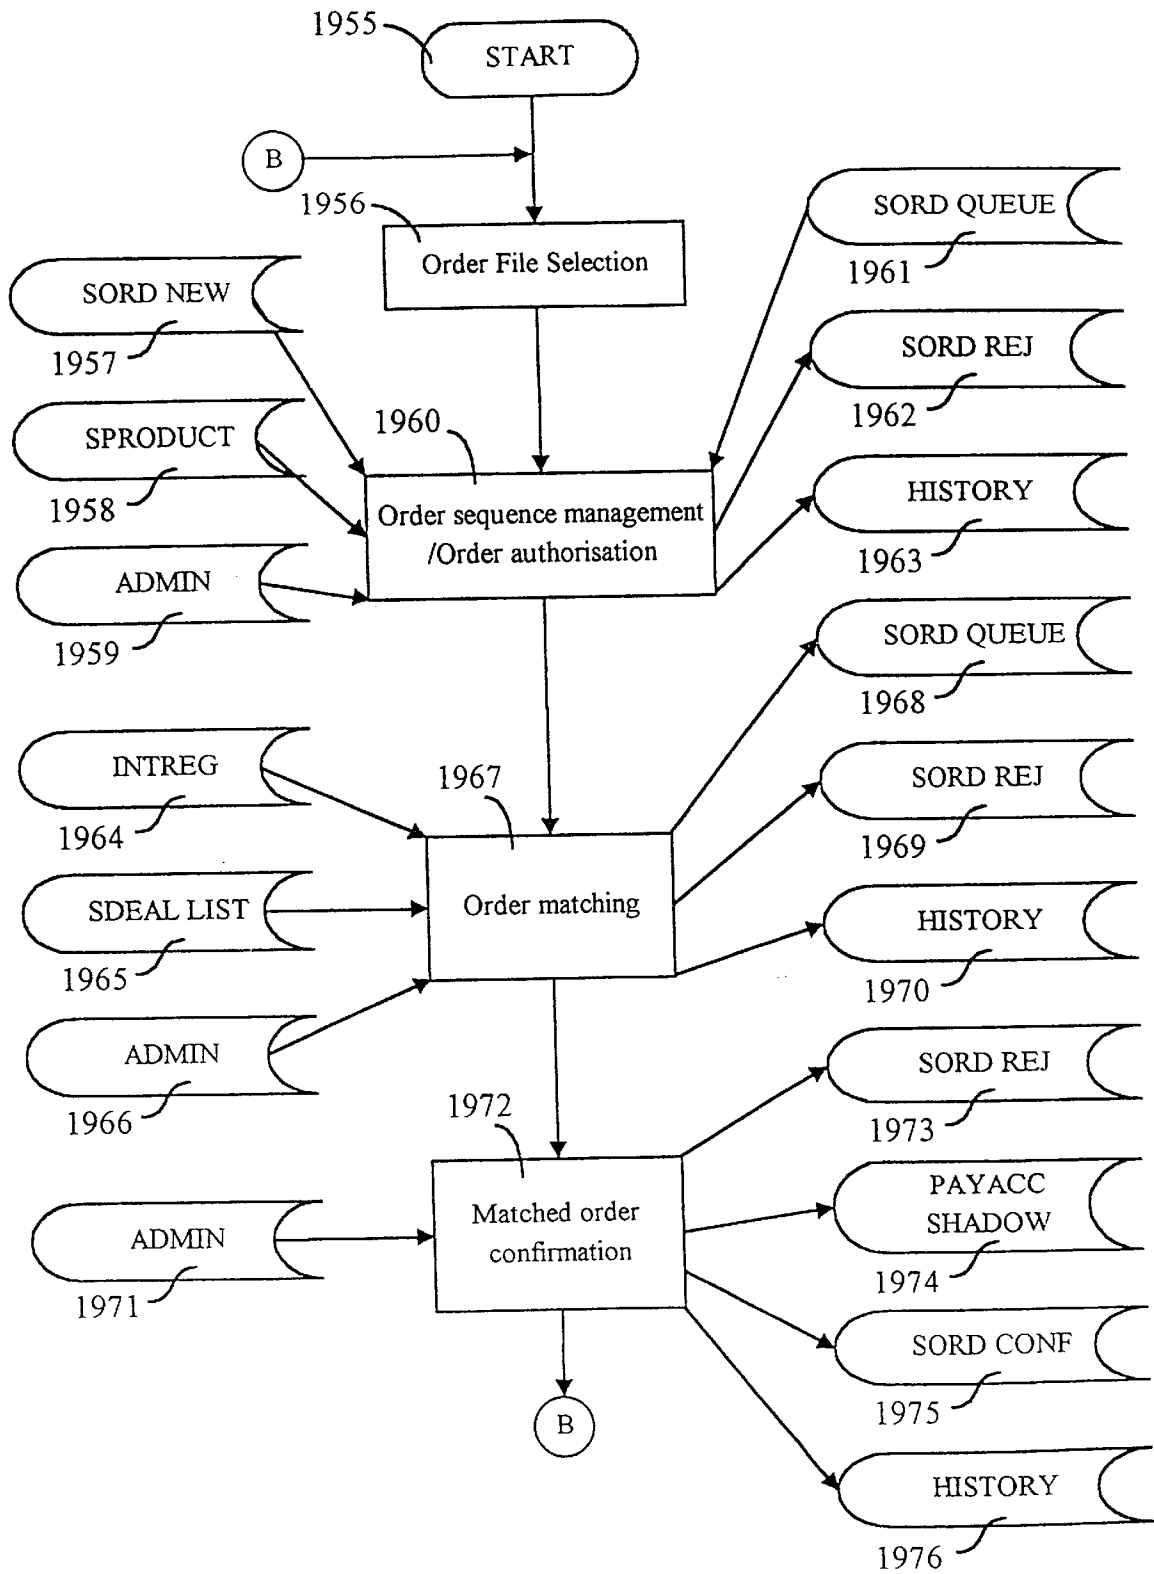 1955
START
B
1956
Order File Selection
SORD QUEUE
1961
SORD NEW
1957
SORD REJ
1962
SPRODUCT
1958
1960
Order sequence management
/Order authorisation
HISTORY
1963
ADMIN
1959
SORD QUEUE
1968
INTREG
1964
1967
Order matching
SORD REJ
1969
SDEAL LIST
1965
HISTORY
1970
ADMIN
1966
SORD REJ
1973
1972
Matched order
confirmation
PAYACC
SHADOW
1974
ADMIN
1971
SORD CONF
1975
B
HISTORY
1976